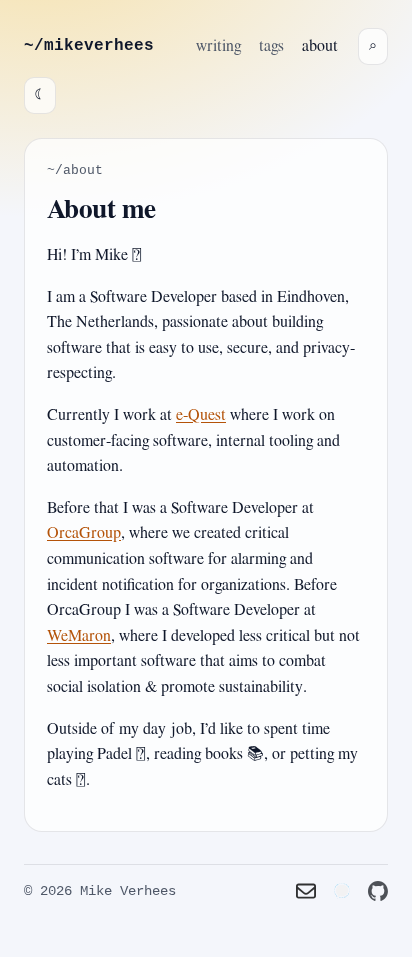 ~/mikeverhees writing tags about
~/about
About me
Hi! I'm Mike
I am a Software Developer based in Eindhoven,
The Netherlands, passionate about building
software that is easy to use, secure, and privacy-
respecting.
Currently I work at e-Quest where I work on
customer-facing software, internal tooling and
automation.
Before that I was a Software Developer at
OrcaGroup, where we created critical
communication software for alarming and
incident notification for organizations. Before
OrcaGroup I was a Software Developer at
WeMaron, where I developed less critical but not
less important software that aims to combat
social isolation & promote sustainability.
Outside of my day job, I'd like to spent time
playing Padel , reading books 📚, or petting my
cats .
© 2026 Mike Verhees